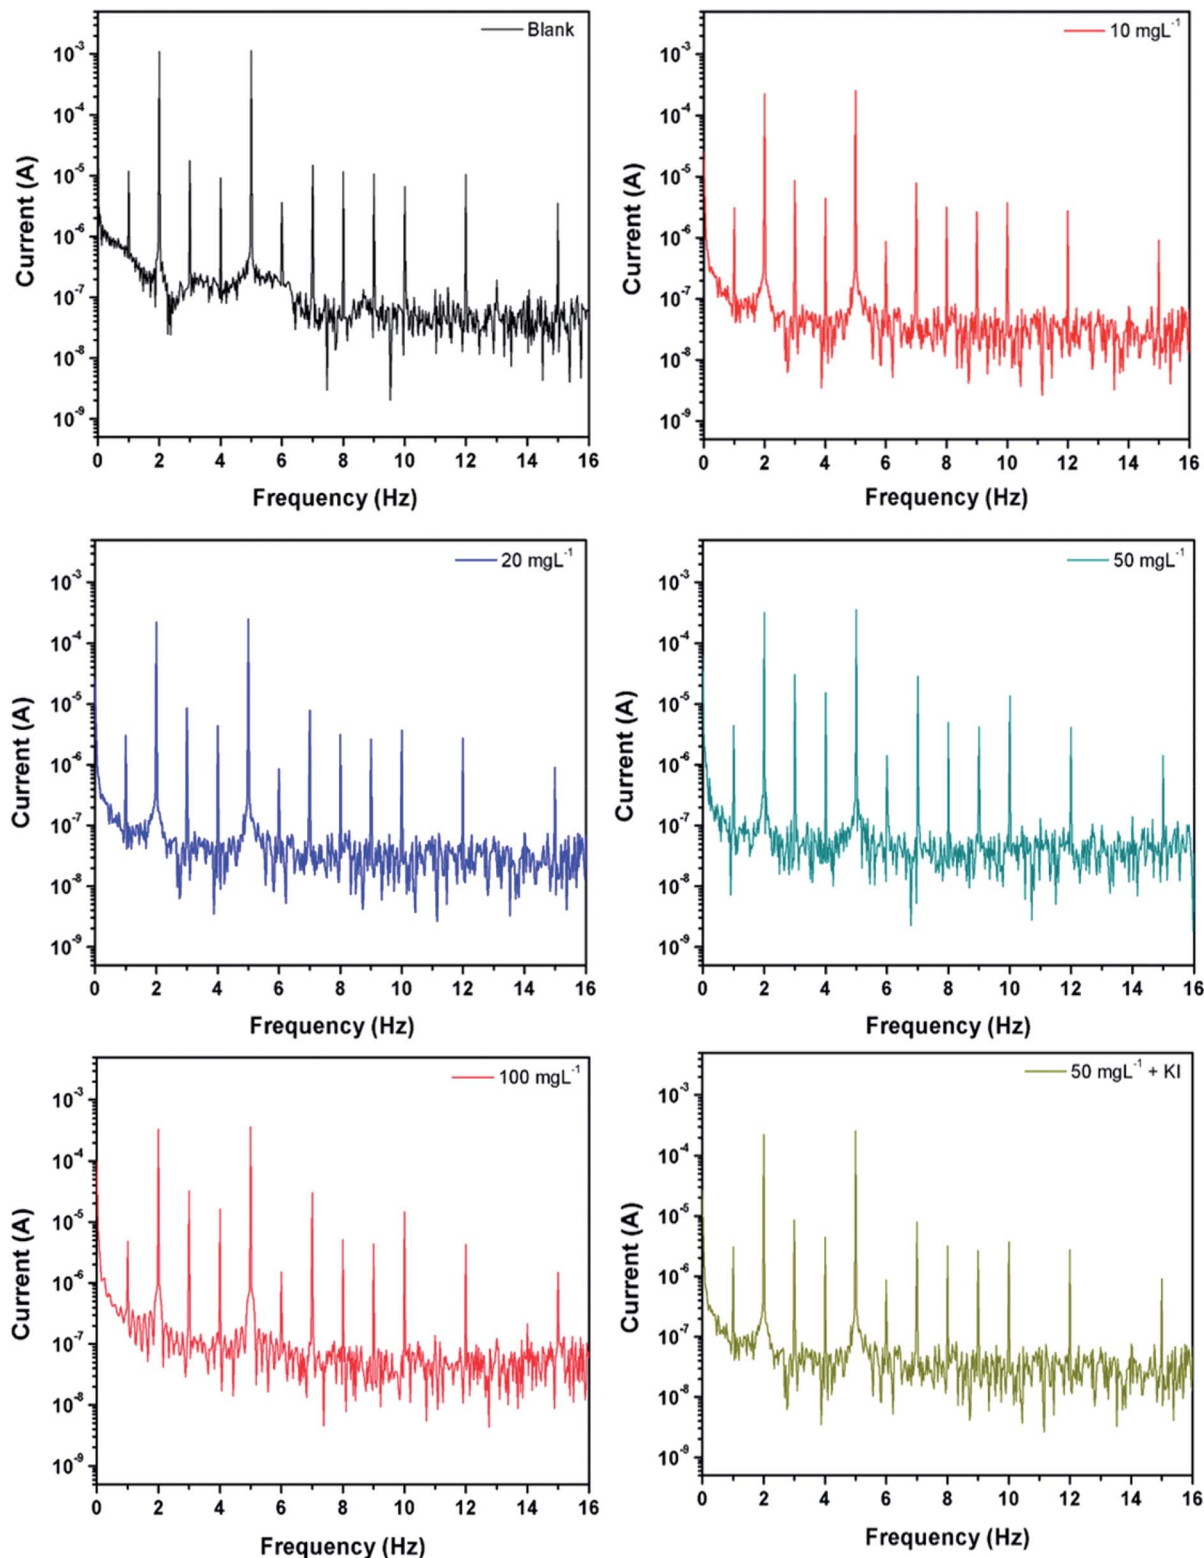 Blank
10⁻³
10⁻⁴
10⁻⁵
10⁻⁶
10⁻⁷
10⁻⁸
10⁻⁹
Current (A)
0 2 4 6 8 10 12 14 16
Frequency (Hz)
10 mgL⁻¹
10⁻³
10⁻⁴
10⁻⁵
10⁻⁶
10⁻⁷
10⁻⁸
10⁻⁹
Current (A)
0 2 4 6 8 10 12 14 16
Frequency (Hz)
20 mgL⁻¹
10⁻³
10⁻⁴
10⁻⁵
10⁻⁶
10⁻⁷
10⁻⁸
10⁻⁹
Current (A)
0 2 4 6 8 10 12 14 16
Frequency (Hz)
50 mgL⁻¹
10⁻³
10⁻⁴
10⁻⁵
10⁻⁶
10⁻⁷
10⁻⁸
10⁻⁹
Current (A)
0 2 4 6 8 10 12 14 16
Frequency (Hz)
100 mgL⁻¹
10⁻³
10⁻⁴
10⁻⁵
10⁻⁶
10⁻⁷
10⁻⁸
10⁻⁹
Current (A)
0 2 4 6 8 10 12 14 16
Frequency (Hz)
50 mgL⁻¹ + KI
10⁻³
10⁻⁴
10⁻⁵
10⁻⁶
10⁻⁷
10⁻⁸
10⁻⁹
Current (A)
0 2 4 6 8 10 12 14 16
Frequency (Hz)